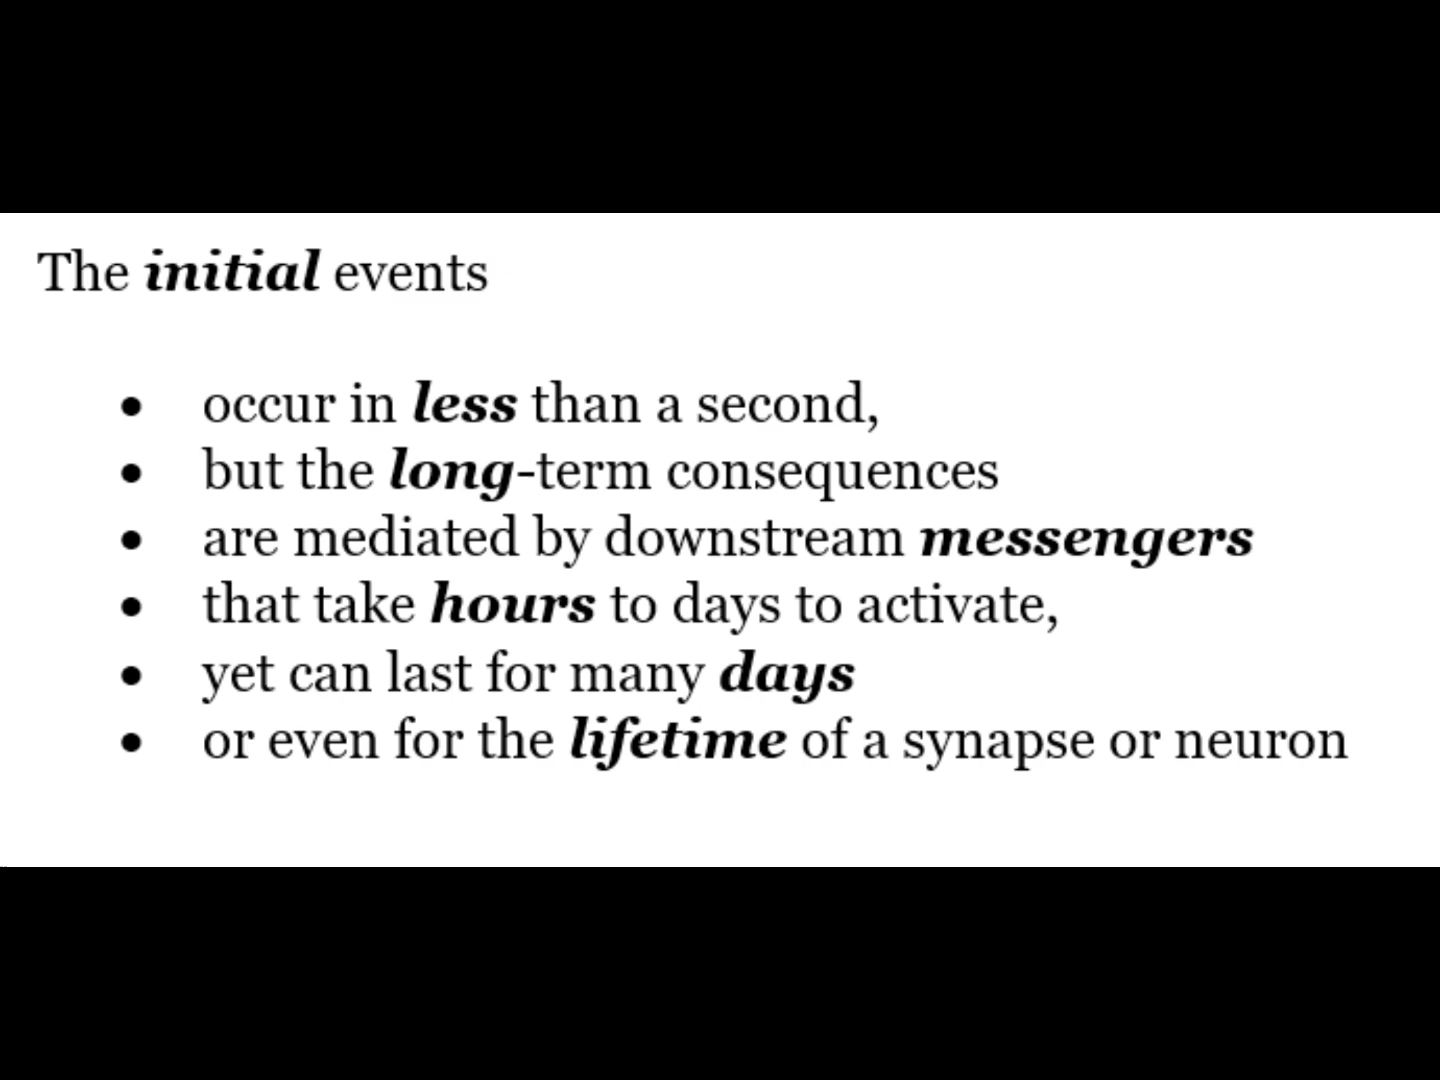 The initial events
• occur in less than a second,
• but the long-term consequences
• are mediated by downstream messengers
• that take hours to days to activate,
• yet can last for many days
• or even for the lifetime of a synapse or neuron